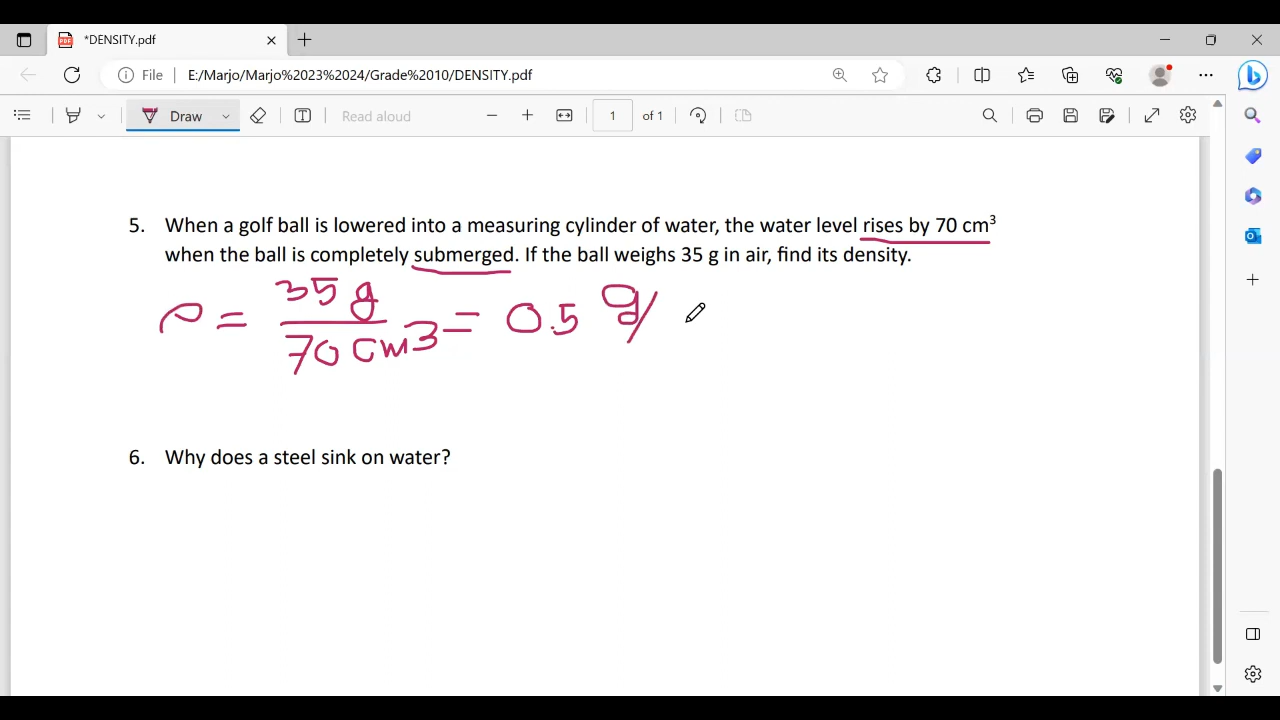 *DENSITY.pdf
File E:/Marjo/Marjo%2023%2024/Grade%2010/DENSITY.pdf
Draw Read aloud 1 of 1
5. When a golf ball is lowered into a measuring cylinder of water, the water level rises by 70 cm³
when the ball is completely submerged. If the ball weighs 35 g in air, find its density.
ρ = 35 g / 70 cm3 = 0.5 g/
6. Why does a steel sink on water?